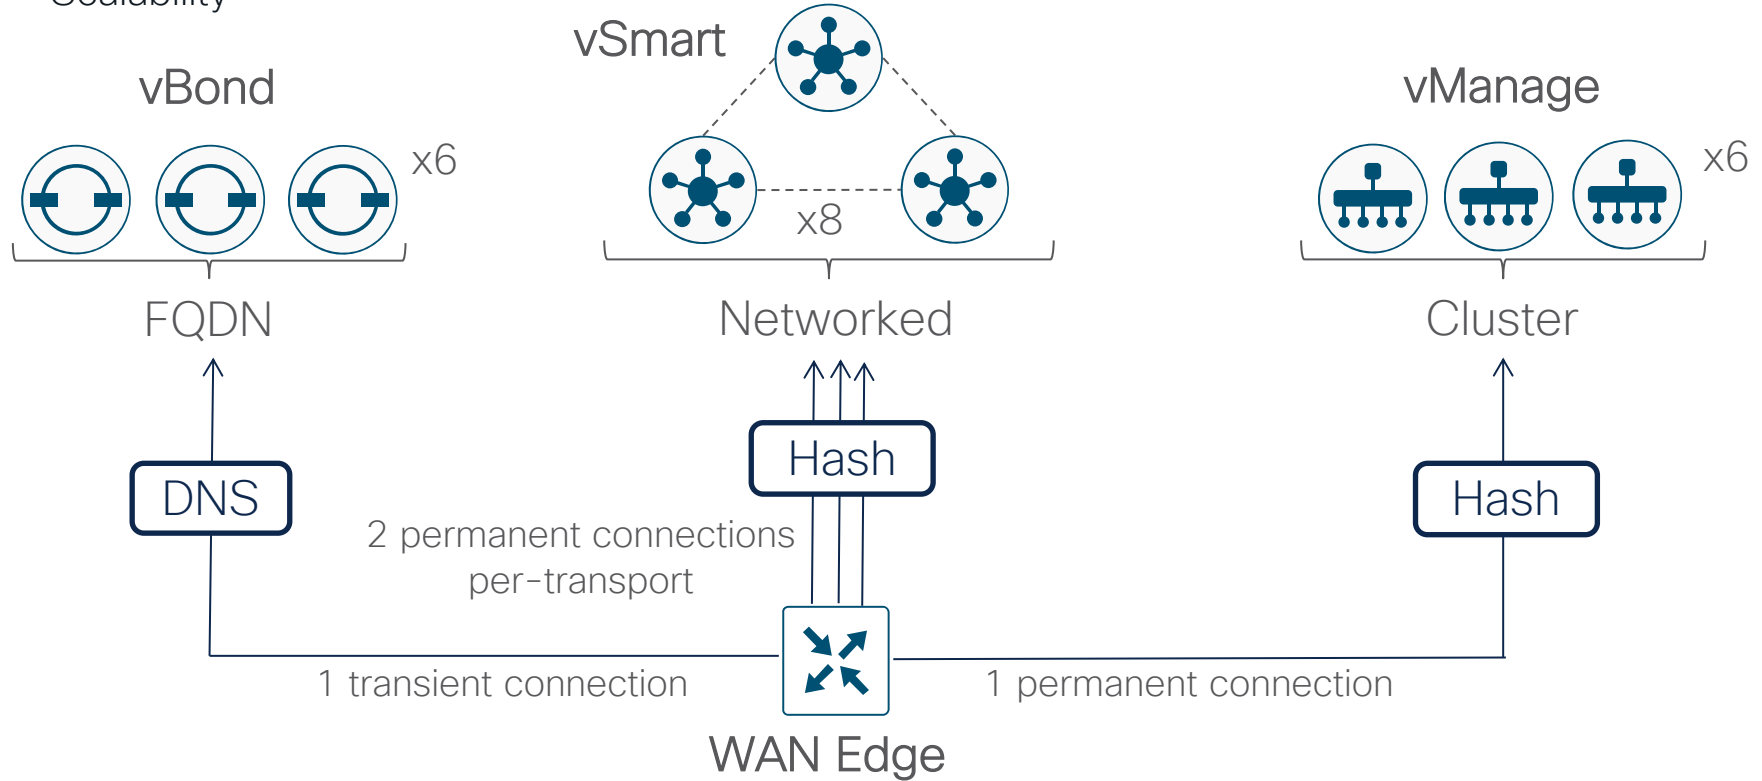 Scalability
vSmart
vBond
vManage
x6
x8
x6
FQDN
Networked
Cluster
Hash
DNS
Hash
2 permanent connections
per-transport
1 transient connection
1 permanent connection
WAN Edge